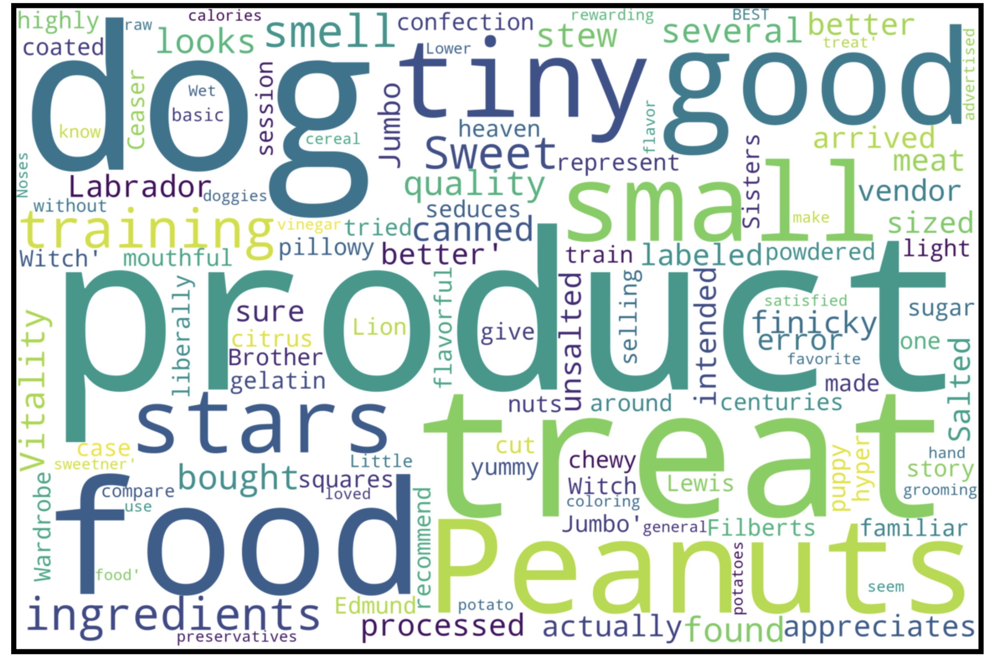 highly
raw
calories
smell
confection
rewarding
BEST
several
better
coated
looks
Lower
stew
treat'
advertised
dog
tiny
good
Ceaser
Wet
basic
know
session
cereal
Jumbo
heaven
flavor
sweet
represent
Sisters
arrived
meat
Noses
Labrador
doggies
quality
small
vendor
without
seduces
make
sized
training
vinegar
tried
canned
pillowy
better'
train
labeled
powdered
light
Witch'
mouthful
product
liberally
sure
citrus
Brother
gelatin
Lion
flavorful
give
unsalted
selling
intended
satisfied
finicky
error
favorite
sugar
one
made
salted
Vitality
stars
nuts
around
centuries
treat
case
sweetner'
Little
cut
yummy
chewy
Witch
coloring
Lewis
puppy
hyper
hand
story
grooming
Wardrobe
compare
use
bought
squares
loved
recommend
food
food'
Jumbo'
general
Filberts
familiar
Peanuts
potatoes
seem
ingredients
Edmund
potato
preservatives
processed
actually
found
appreciates